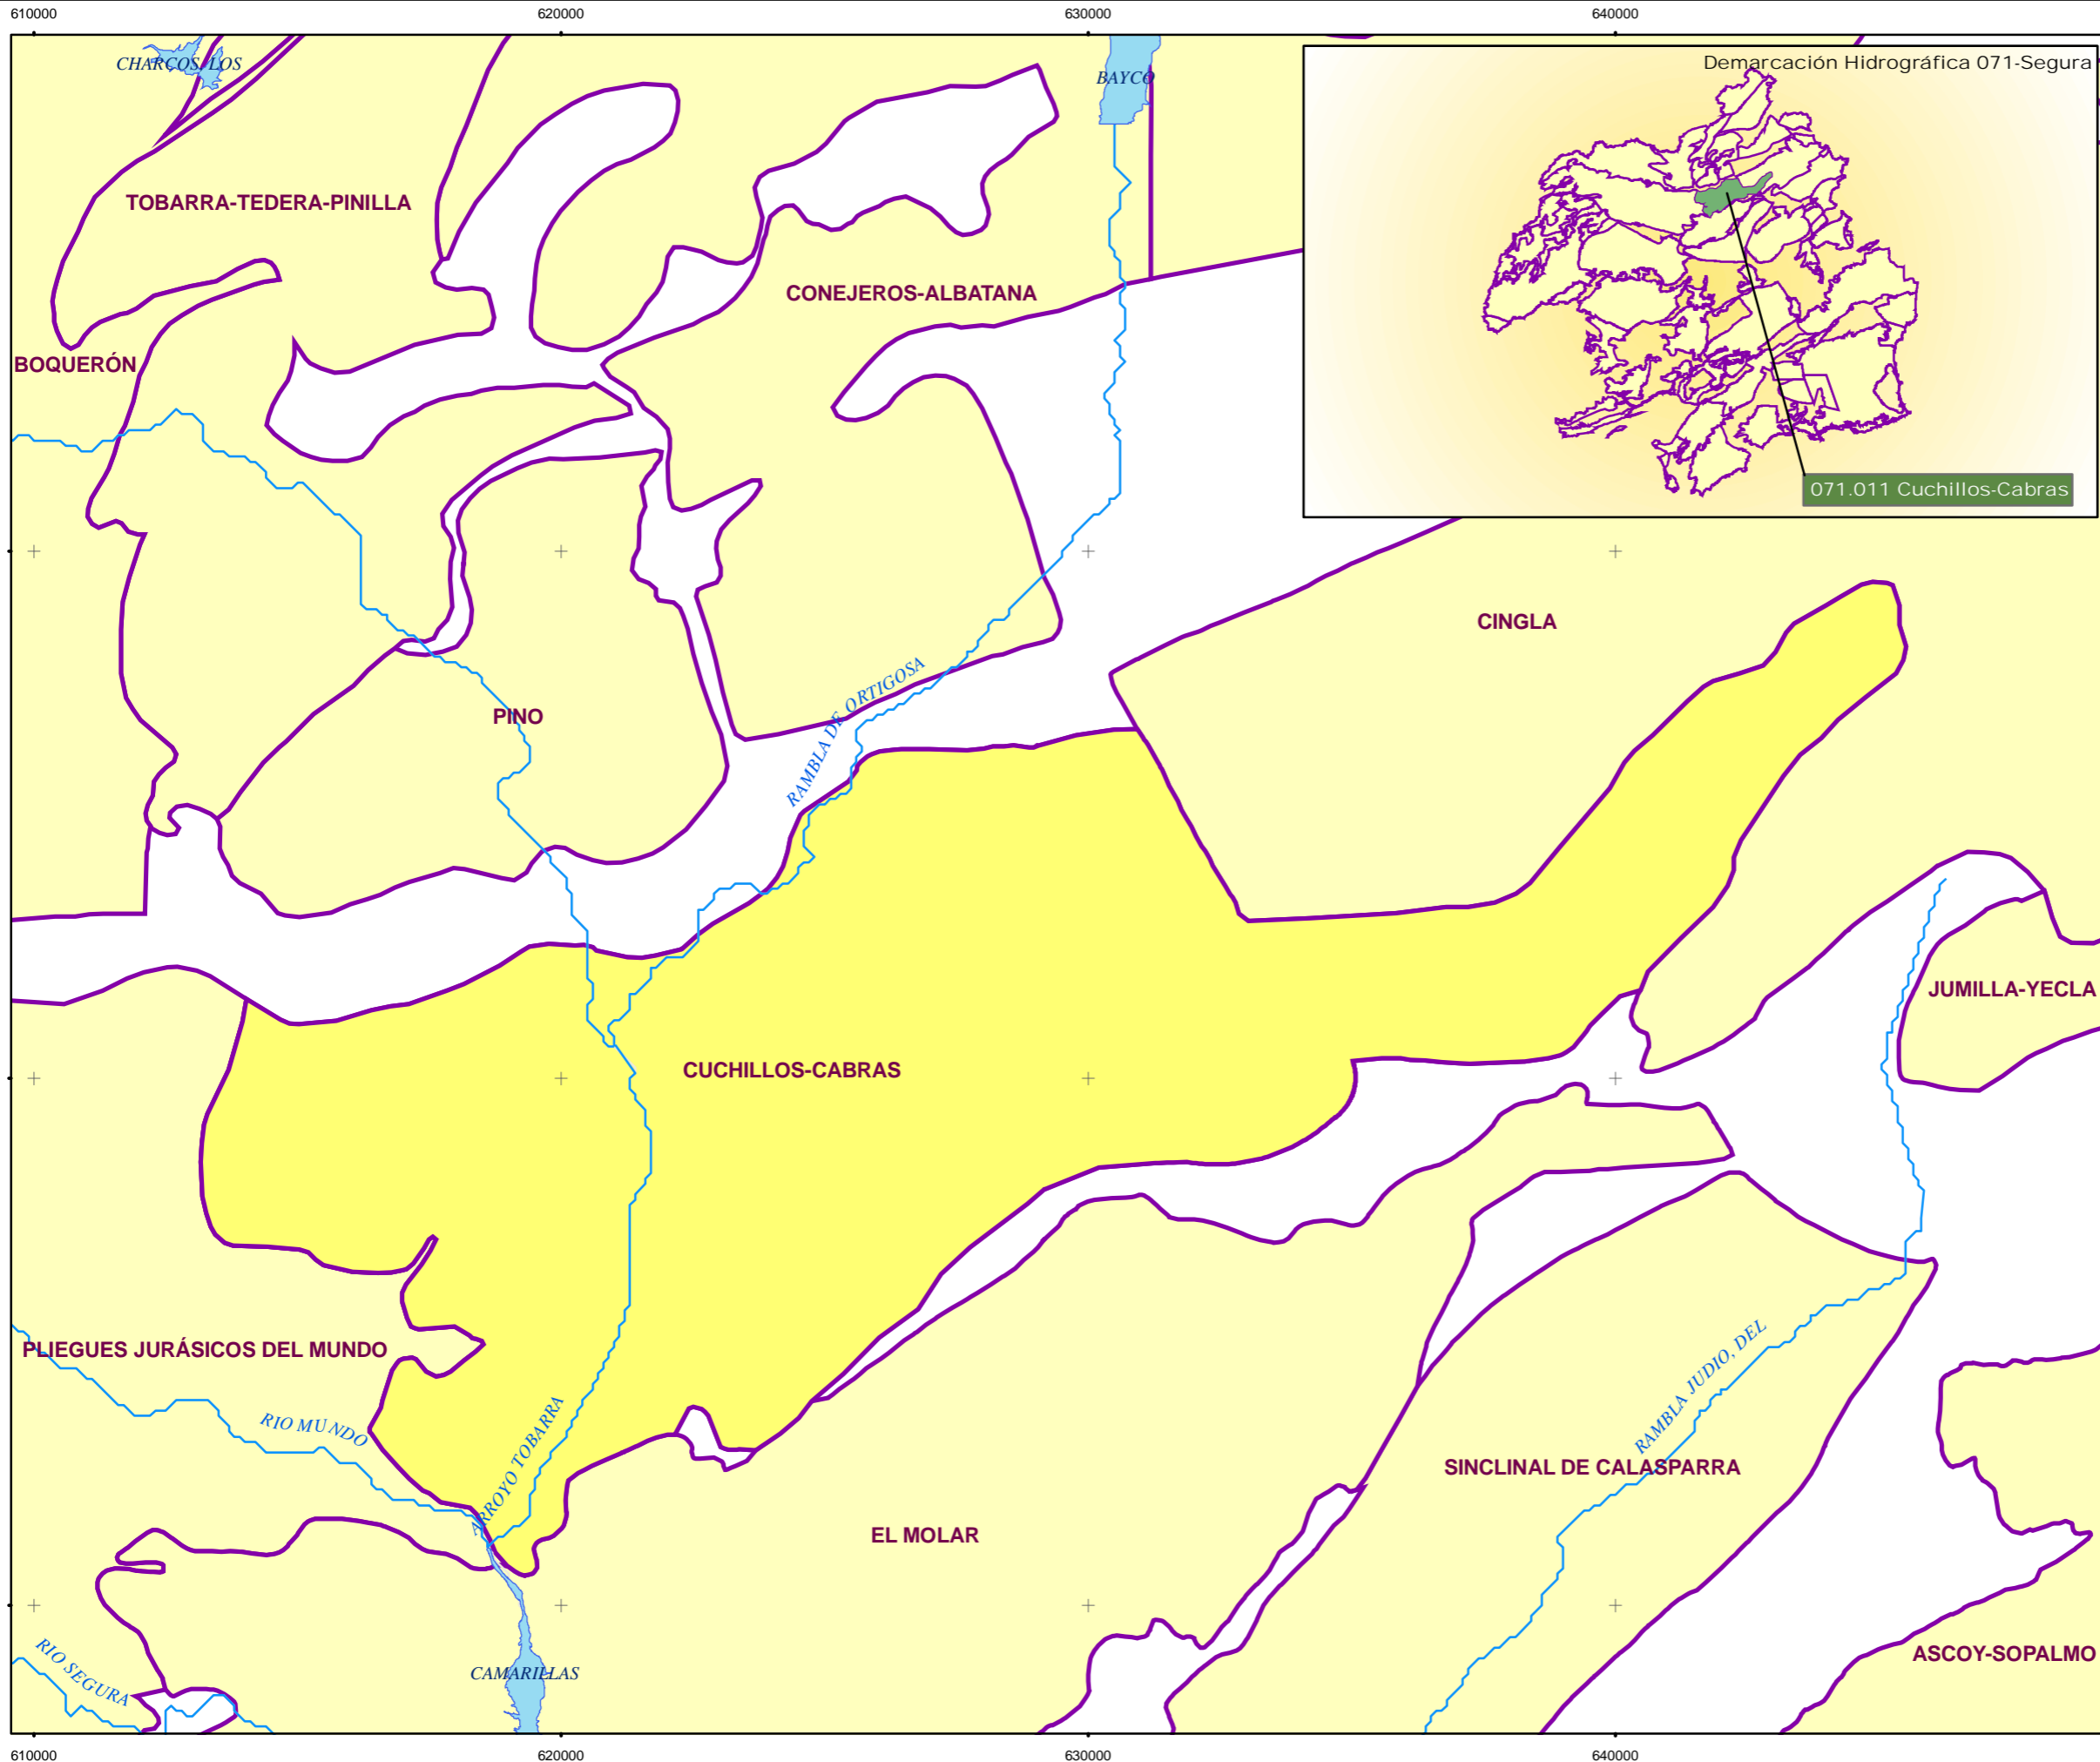 610000
620000
630000
640000
CHARCOS, LOS
BAYCO
Demarcación Hidrográfica 071-Segura
TOBARRA-TEDERA-PINILLA
CONEJEROS-ALBATANA
BOQUERÓN
071.011 Cuchillos-Cabras
CINGLA
RAMBLA DE ORTIGOSA
PINO
JUMILLA-YECLA
CUCHILLOS-CABRAS
PLIEGUES JURÁSICOS DEL MUNDO
RAMBLA JUDIO, DEL
RIO MUNDO
ARROYO TOBARRA
SINCLINAL DE CALASPARRA
EL MOLAR
RIO SEGURA
CAMARILLAS
ASCOY-SOPALMO
610000
620000
630000
640000